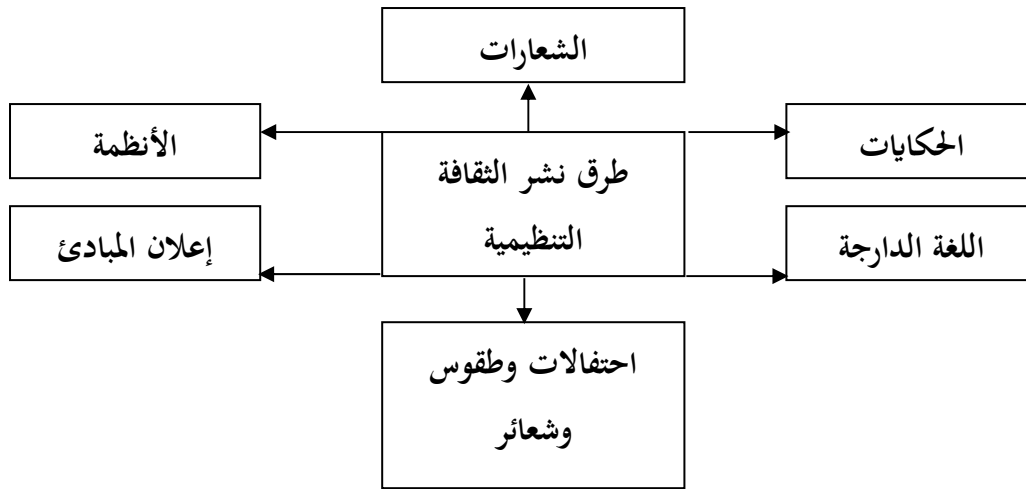 الشعارات
الحكايات
الأنظمة
طرق نشر الثقافة
التنظيمية
اللغة الدارجة
إعلان المبادئ
احتفالات وطقوس
وشعائر